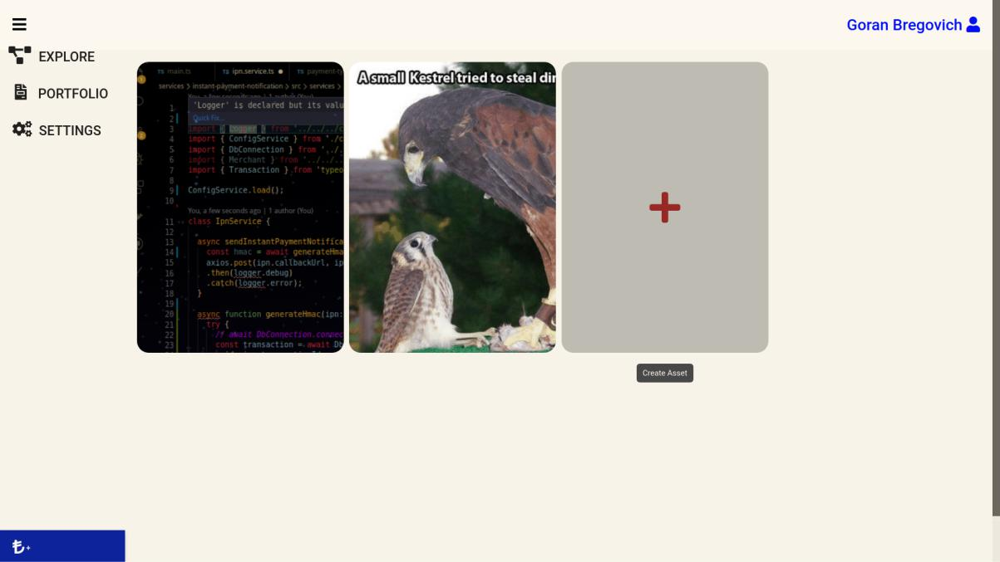 Goran Bregovich
EXPLORE
PORTFOLIO
SETTINGS
TS main.ts TS ipn.service.ts ● TS payment-ty
services > instant-payment-notification > src > services >
You, a few seconds ago | 1 author (You)
1
'Logger' is declared but its valu
2
Quick Fix...
3 import { Logger } from '../../../c
4 import { ConfigService } from './c
5 import { DbConnection } from '../.
6 import { Merchant } from '../../..
7 import { Transaction } from 'typeo
8
9 ConfigService.load();
10
You, a few seconds ago | 1 author (You)
11 class IpnService {
12
13 async sendInstantPaymentNotifica
14 const hmac = await generateHma
15 axios.post(ipn.callbackUrl, ip
16 .then(logger.debug)
17 .catch(logger.error);
18 }
19
20 async function generateHmac(ipn:
21 try {
22 // await DbConnection.connec
23 const transaction = await Db
A small Kestrel tried to steal din
Create Asset
₺+